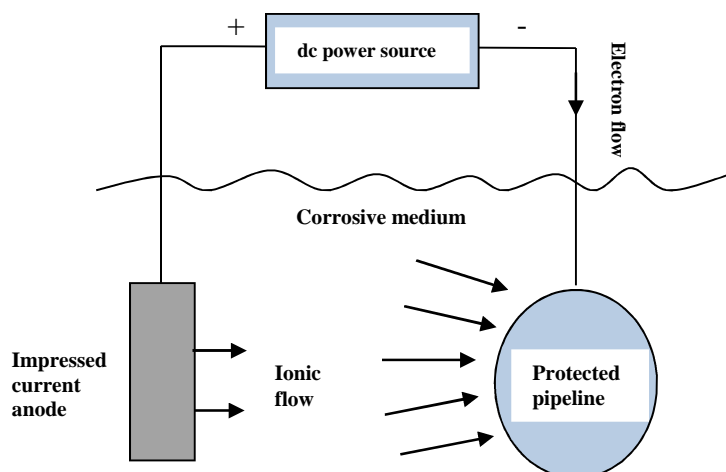 +
dc power source
-
Electron flow
Corrosive medium
Impressed
current
anode
Ionic
flow
Protected
pipeline